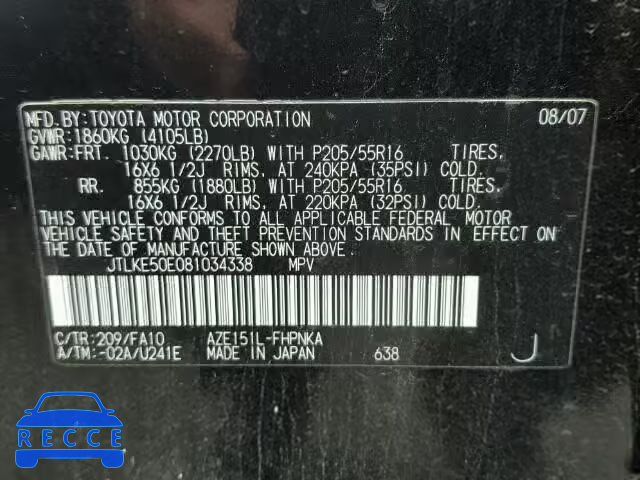 MFD.BY:TOYOTA MOTOR CORPORATION 08/07
GVWR:1860KG (4105LB)
GAWR:FRT. 1030KG (2270LB) WITH P205/55R16 TIRES,
16X6 1/2J RIMS, AT 240KPA (35PSI) COLD.
RR. 855KG (1880LB) WITH P205/55R16 TIRES,
16X6 1/2J RIMS, AT 220KPA (32PSI) COLD.
THIS VEHICLE CONFORMS TO ALL APPLICABLE FEDERAL MOTOR
VEHICLE SAFETY AND THEFT PREVENTION STANDARDS IN EFFECT ON
THE DATE OF MANUFACTURE SHOWN ABOVE.
JTLKE50E081034338 MPV
C/TR:209/FA10 AZE151L-FHPNKA
A/TM:-02A/U241E MADE IN JAPAN 638 J
RECCE